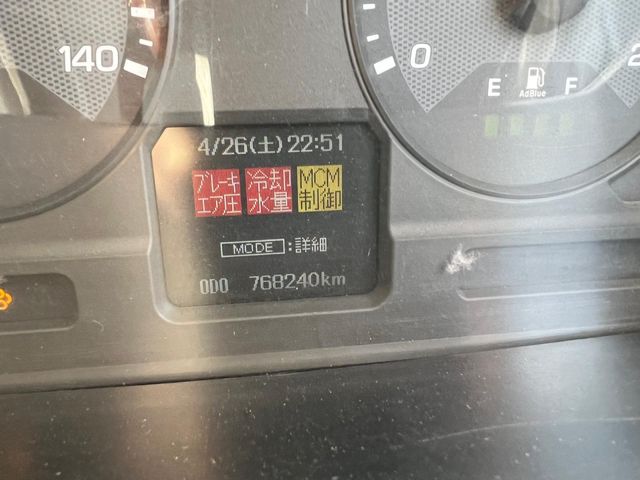 140
0
2
E F
AdBlue
4/26(土) 22:51
ブレーキ 冷却 MCM
エア圧 水量 制御
MODE :詳細
ODO 768240km